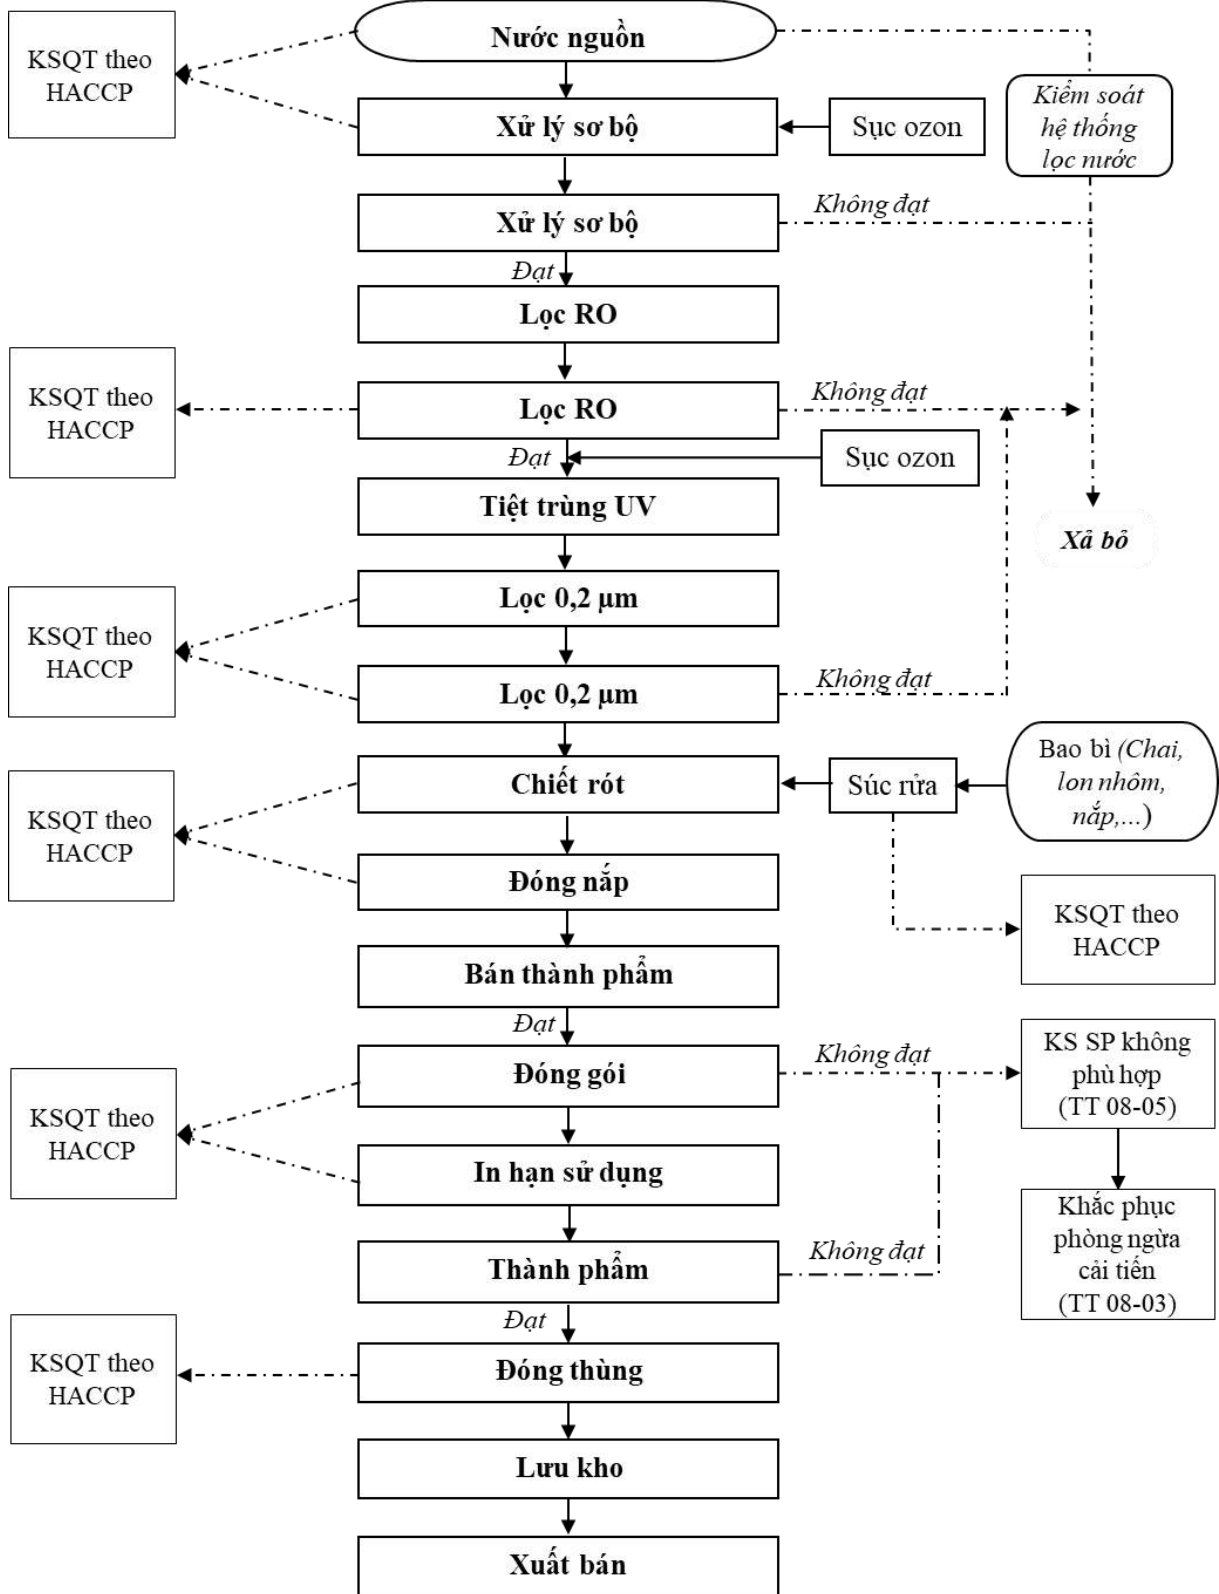 KSQT theo
HACCP
Nước nguồn
Kiểm soát
hệ thống
lọc nước
Xử lý sơ bộ
Sục ozon
Xử lý sơ bộ
Không đạt
Đạt
Lọc RO
KSQT theo
HACCP
Lọc RO
Không đạt
Đạt
Sục ozon
Tiệt trùng UV
Xả bỏ
Lọc 0,2 µm
KSQT theo
HACCP
Lọc 0,2 µm
Không đạt
Bao bì (Chai,
lon nhôm,
nắp,...)
Chiết rót
Súc rửa
KSQT theo
HACCP
Đóng nắp
KSQT theo
HACCP
Bán thành phẩm
Đạt
Đóng gói
Không đạt
KS SP không
phù hợp
(TT 08-05)
KSQT theo
HACCP
In hạn sử dụng
Khắc phục
phòng ngừa
cải tiến
(TT 08-03)
Thành phẩm
Không đạt
Đạt
KSQT theo
HACCP
Đóng thùng
Lưu kho
Xuất bán